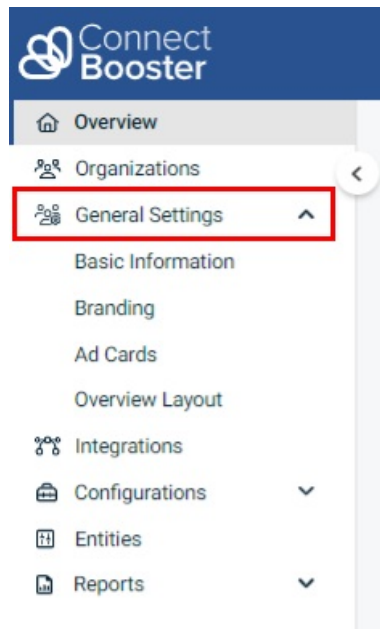 Connect
Booster
Overview
Organizations
General Settings
Basic Information
Branding
Ad Cards
Overview Layout
Integrations
Configurations
Entities
Reports